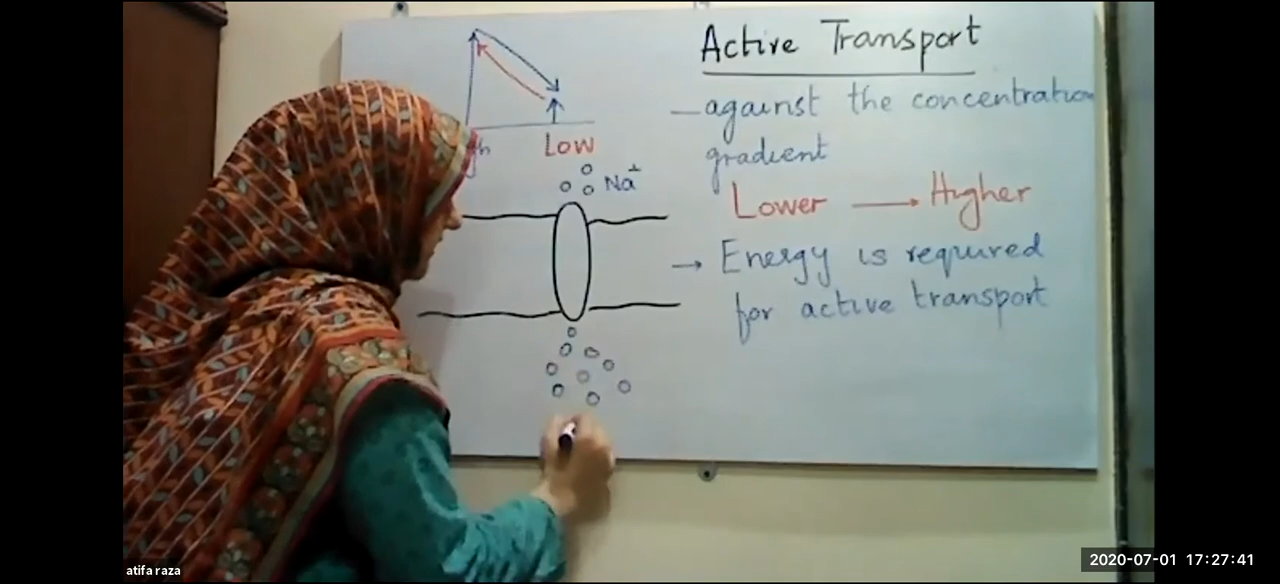 Active Transport
– against the concentration
gradient
Lower → Higher
→ Energy is required
for active transport
Low
Na+
atifa raza
2020-07-01 17:27:41